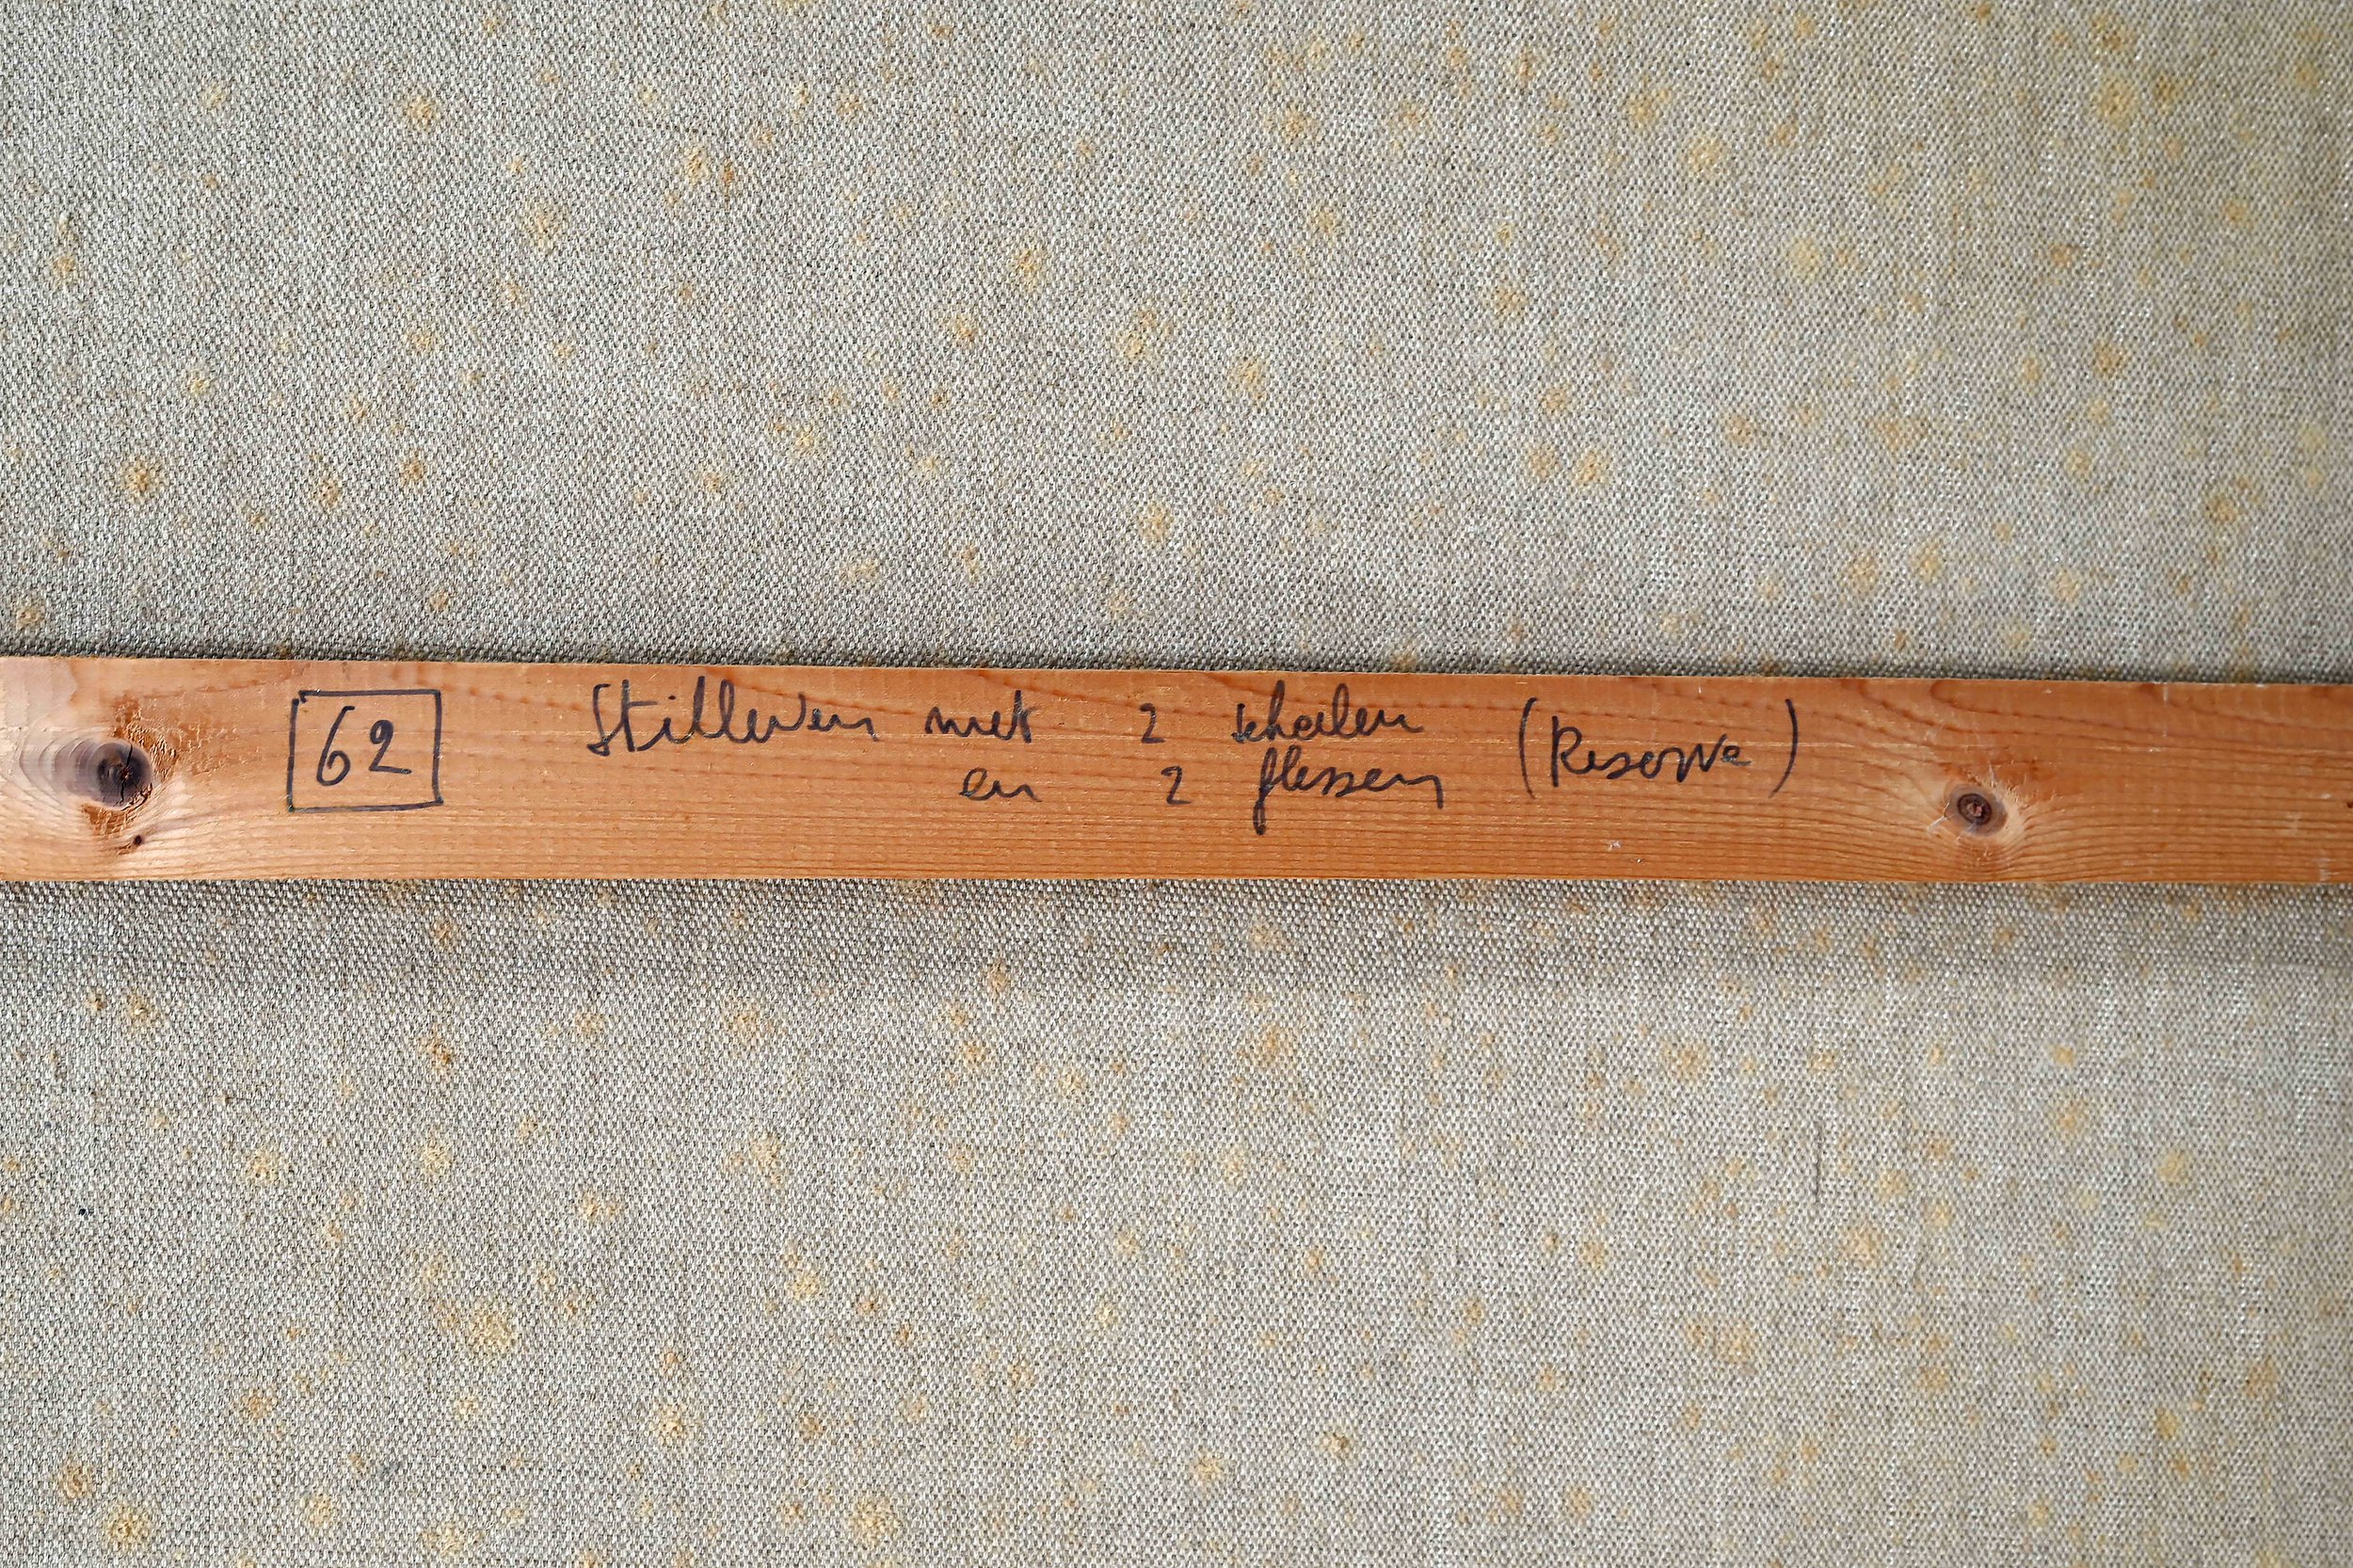 62
Stilleven met 2 schalen (Reserve)
en 2 flessen